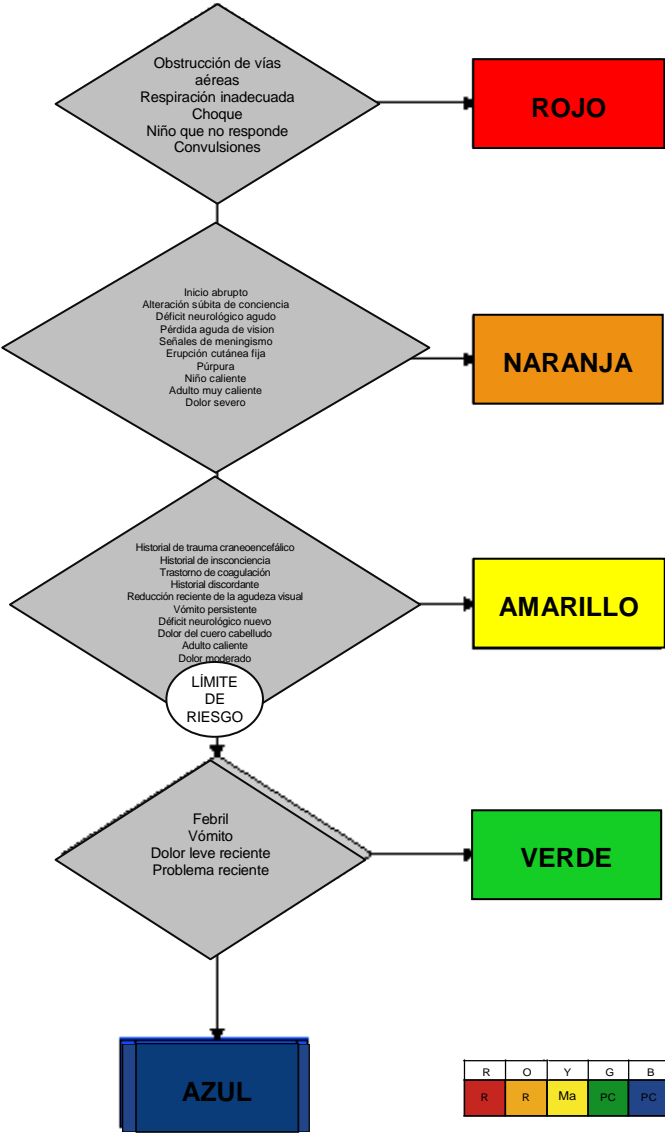 Obstrucción de vías
aéreas
Respiración inadecuada
Choque
Niño que no responde
Convulsiones
ROJO
Inicio abrupto
Alteración súbita de conciencia
Déficit neurológico agudo
Pérdida aguda de vision
Señales de meningismo
Erupción cutánea fija
Púrpura
Niño caliente
Adulto muy caliente
Dolor severo
NARANJA
Historial de trauma craneoencefálico
Historial de insconciencia
Trastorno de coagulación
Historial discordante
Reducción reciente de la agudeza visual
Vómito persistente
Déficit neurológico nuevo
Dolor del cuero cabelludo
Adulto caliente
Dolor moderado
AMARILLO
LÍMITE
DE
RIESGO
Febril
Vómito
Dolor leve reciente
Problema reciente
VERDE
AZUL
R O Y G B
R R Ma PC PC